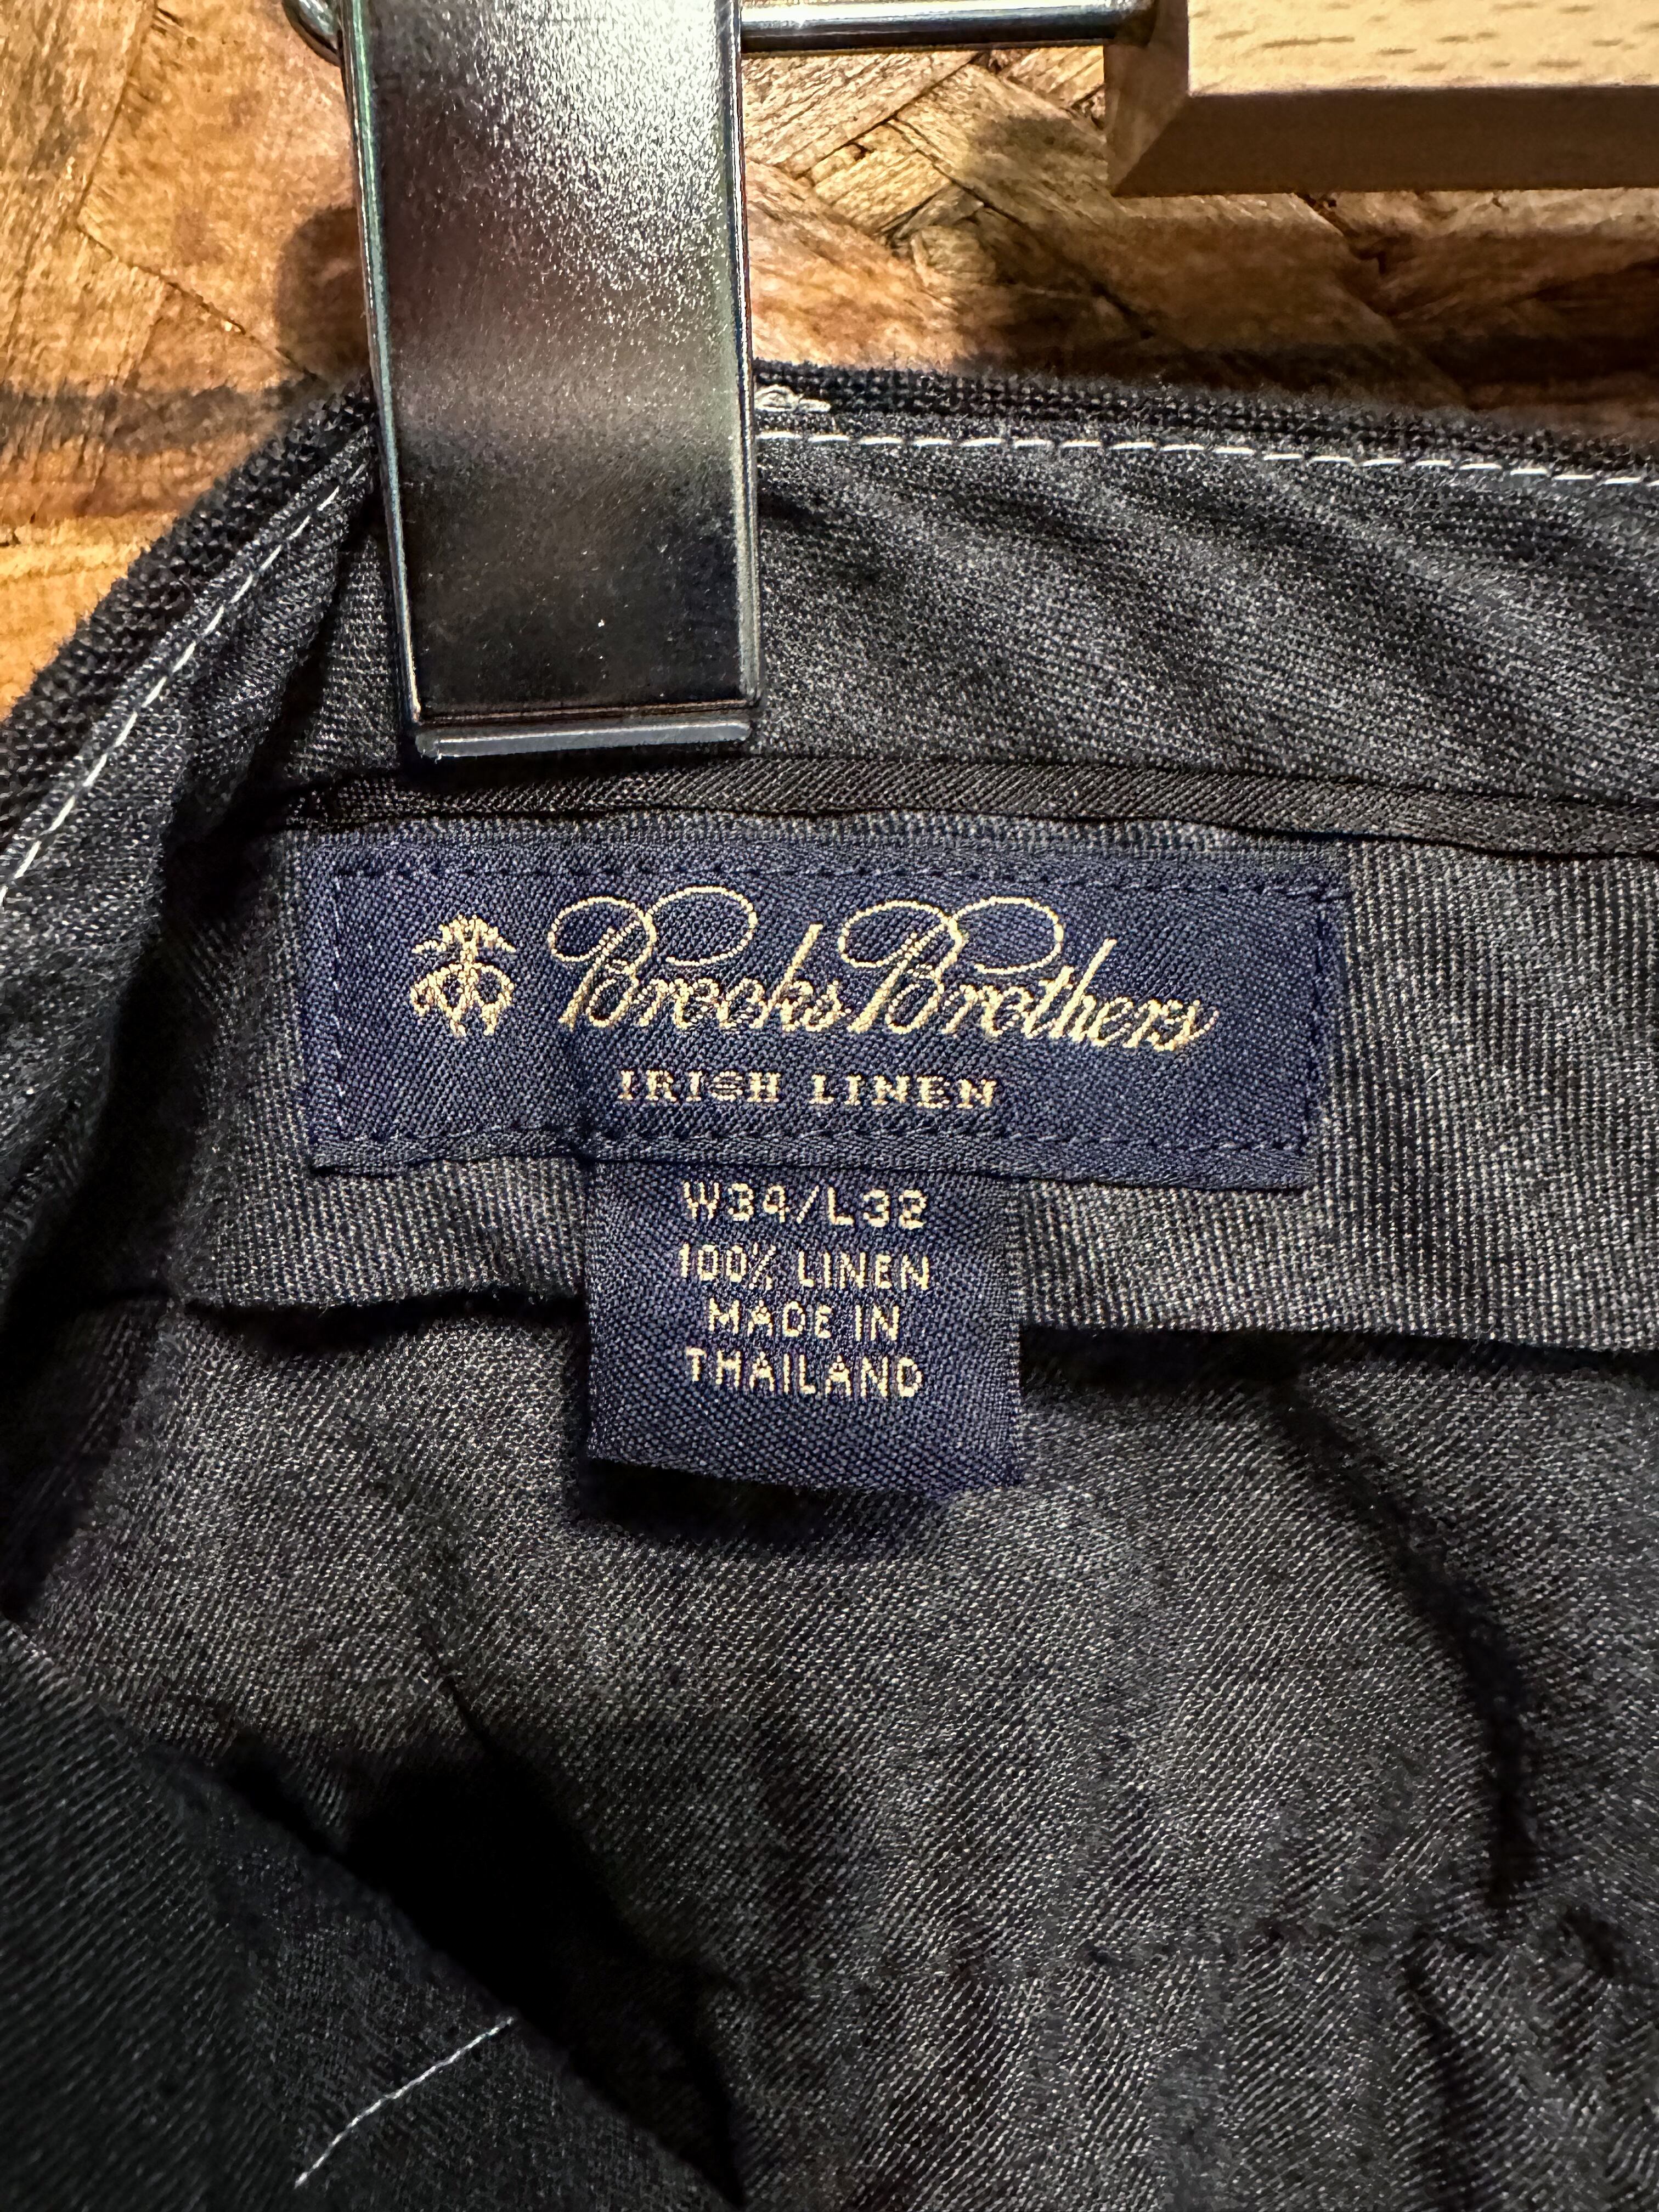 Brooks Brothers
IRISH LINEN
W34/L32
100% LINEN
MADE IN
THAILAND